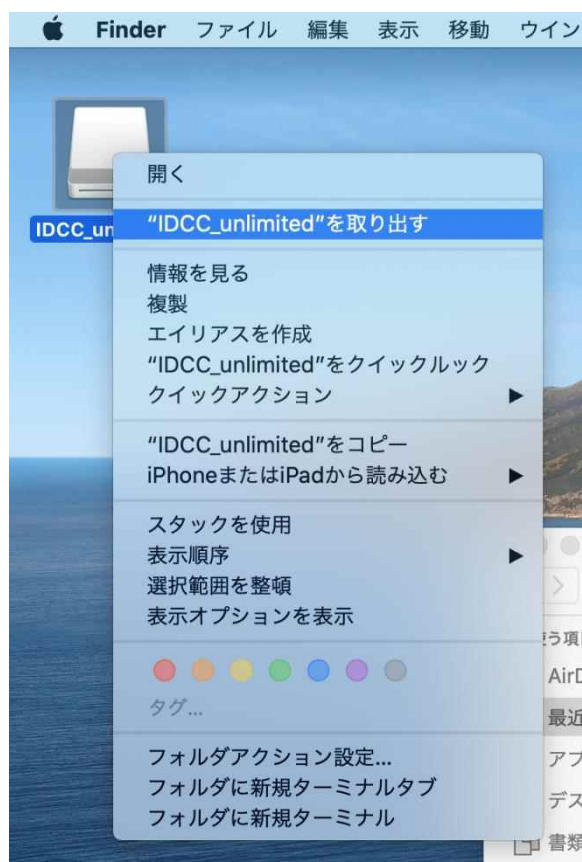 Finder ファイル 編集 表示 移動 ウイン
IDCC_un
開く
“IDCC_unlimited”を取り出す
情報を見る
複製
エイリアスを作成
“IDCC_unlimited”をクイックルック
クイックアクション
“IDCC_unlimited”をコピー
iPhoneまたはiPadから読み込む
スタックを使用
表示順序
選択範囲を整頓
表示オプションを表示
タグ...
フォルダアクション設定...
フォルダに新規ターミナルタブ
フォルダに新規ターミナル
う項
AirD
最近
アプ
デス
書類